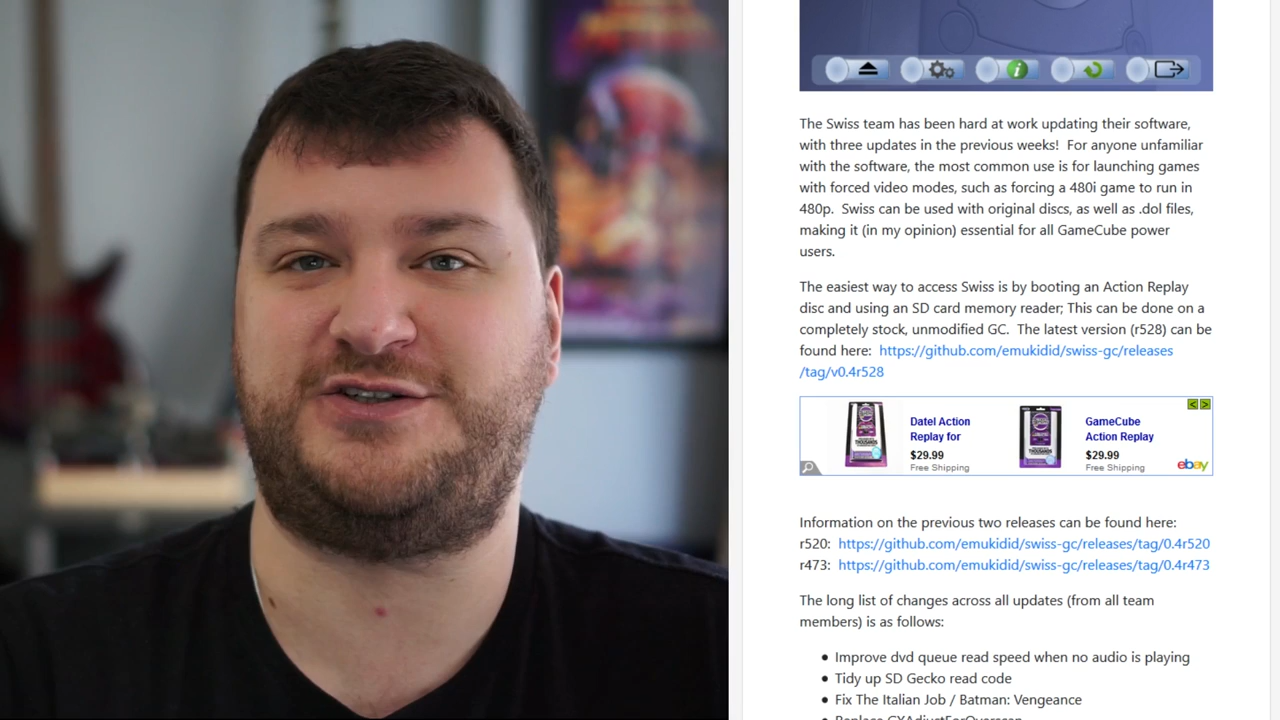 The Swiss team has been hard at work updating their software,
with three updates in the previous weeks!  For anyone unfamiliar
with the software, the most common use is for launching games
with forced video modes, such as forcing a 480i game to run in
480p.  Swiss can be used with original discs, as well as .dol files,
making it (in my opinion) essential for all GameCube power
users.
The easiest way to access Swiss is by booting an Action Replay
disc and using an SD card memory reader; This can be done on a
completely stock, unmodified GC.  The latest version (r528) can be
found here:  https://github.com/emukidid/swiss-gc/releases
/tag/v0.4r528
Datel Action
Replay for
$29.99
Free Shipping
GameCube
Action Replay
$29.99
Free Shipping
ebay
Information on the previous two releases can be found here:
r520:  https://github.com/emukidid/swiss-gc/releases/tag/0.4r520
r473:  https://github.com/emukidid/swiss-gc/releases/tag/0.4r473
The long list of changes across all updates (from all team
members) is as follows:
● Improve dvd queue read speed when no audio is playing
● Tidy up SD Gecko read code
● Fix The Italian Job / Batman: Vengeance